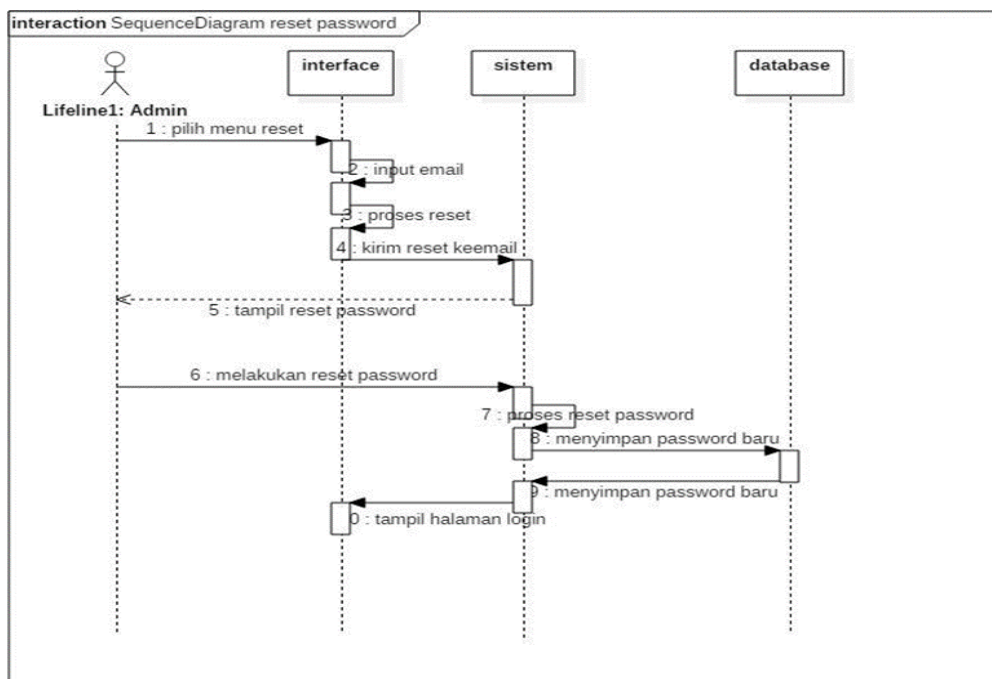 interaction SequenceDiagram reset password
interface
sistem
database
Lifeline1: Admin
1 : pilih menu reset
2 : input email
3 : proses reset
4 : kirim reset keemail
5 : tampil reset password
6 : melakukan reset password
7 : proses reset password
8 : menyimpan password baru
9 : menyimpan password baru
0 : tampil halaman login